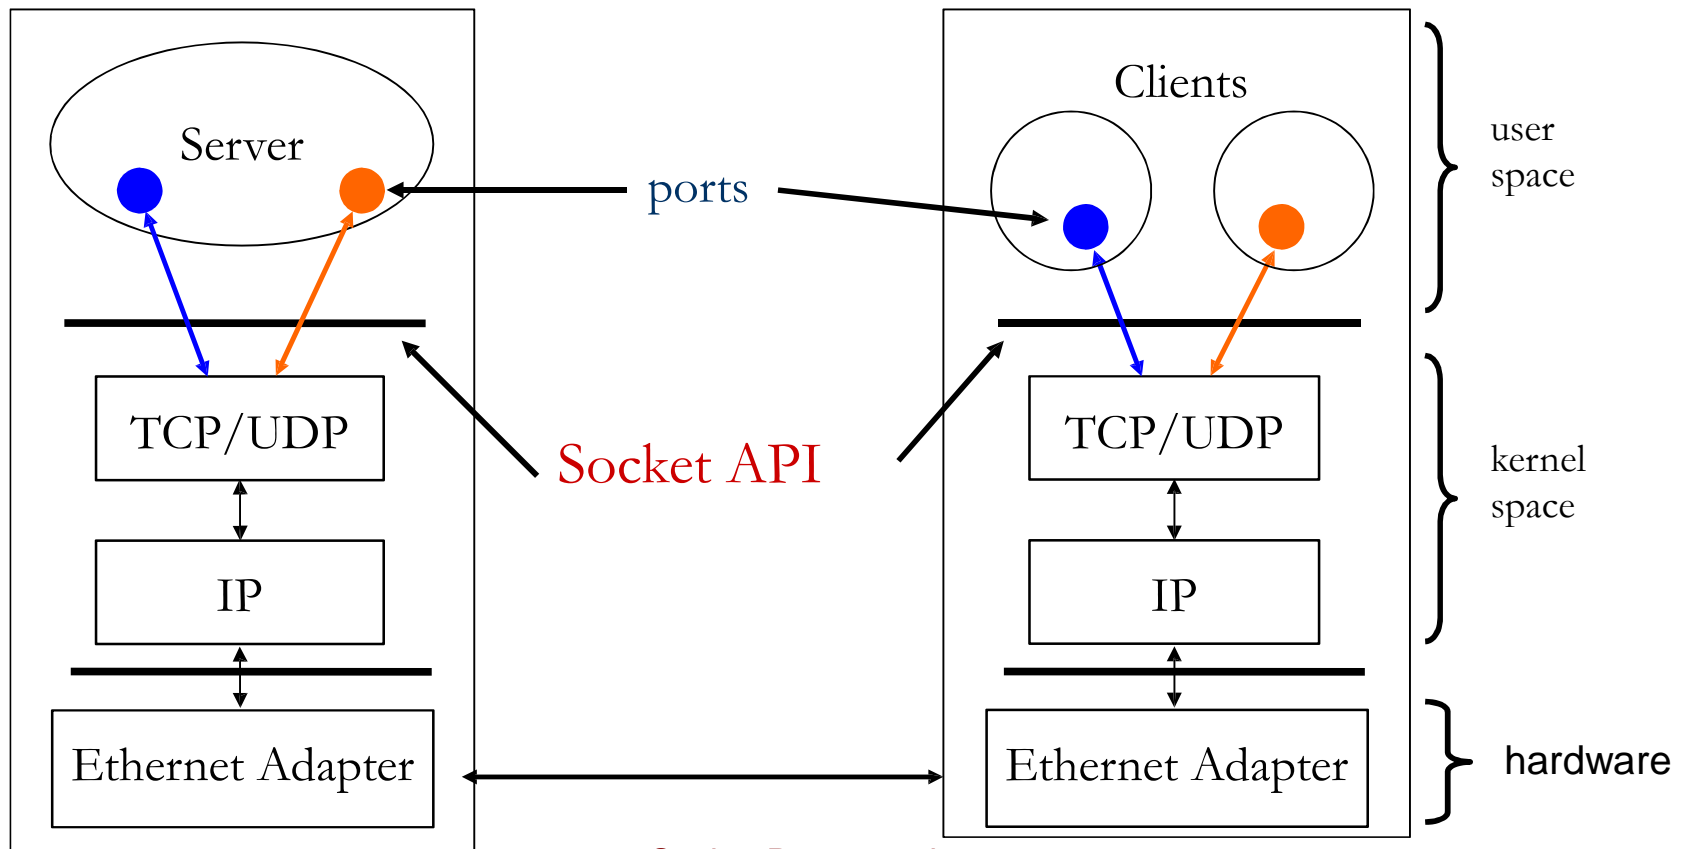 Clients
Server
ports
user
space
TCP/UDP
Socket API
TCP/UDP
kernel
space
IP
IP
Ethernet Adapter
Ethernet Adapter
hardware